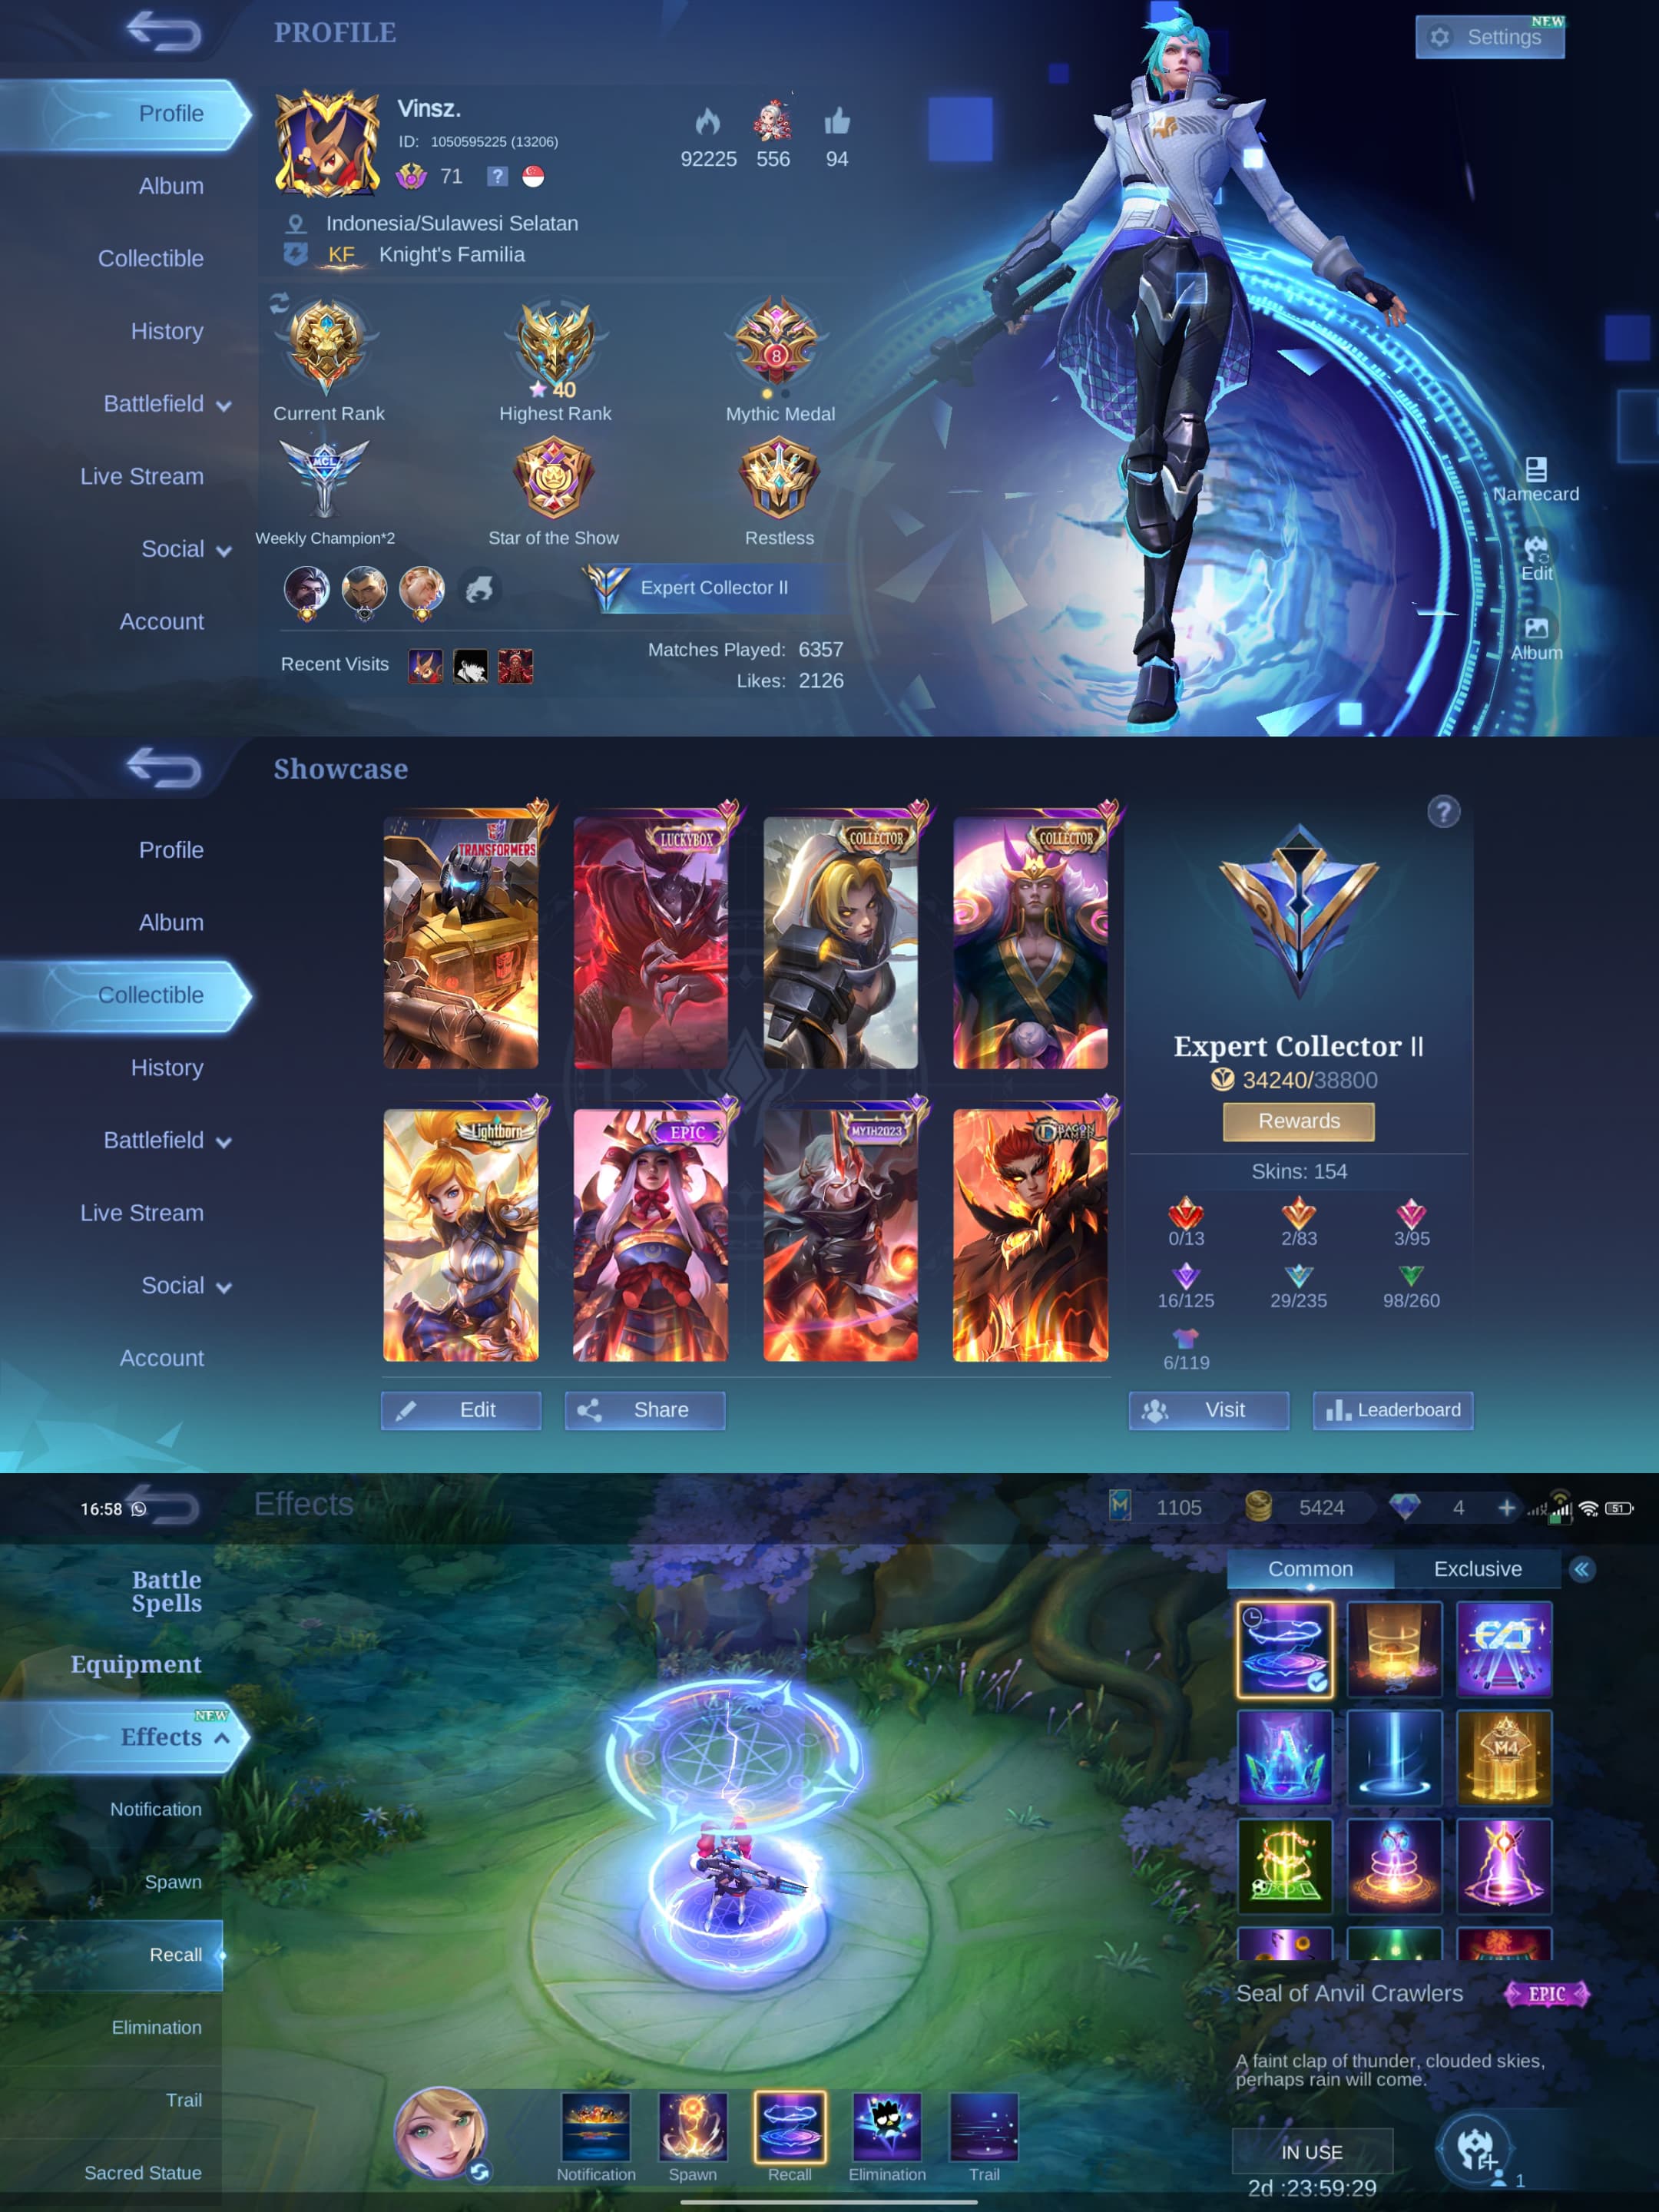 PROFILE
NEW
Settings
Profile
Album
Collectible
History
Battlefield
Live Stream
Social
Account
Vinsz.
ID: 1050595225 (13206)
71
?
92225 556 94
Indonesia/Sulawesi Selatan
KF Knight's Familia
8
40
Current Rank
Highest Rank
Mythic Medal
MCL
Weekly Champion*2
Star of the Show
Restless
Expert Collector II
Recent Visits
Matches Played: 6357
Likes: 2126
Namecard
Edit
Album
Showcase
Profile
Album
Collectible
History
Battlefield
Live Stream
Social
Account
TRANSFORMERS
LUCKYBOX
COLLECTOR
COLLECTOR
Lightborn
EPIC
MYTH2023
DRAGON
TAMER
?
Expert Collector II
34240/38800
Rewards
Skins: 154
0/13 2/83 3/95
16/125 29/235 98/260
6/119
Edit
Share
Visit
Leaderboard
16:58
Effects
1105
5424
4
51
Battle
Spells
Equipment
NEW
Effects
Notification
Spawn
Recall
Elimination
Trail
Sacred Statue
Common
Exclusive
M4
Seal of Anvil Crawlers
EPIC
A faint clap of thunder, clouded skies,
perhaps rain will come.
Notification
Spawn
Recall
Elimination
Trail
IN USE
2d :23:59:29
1